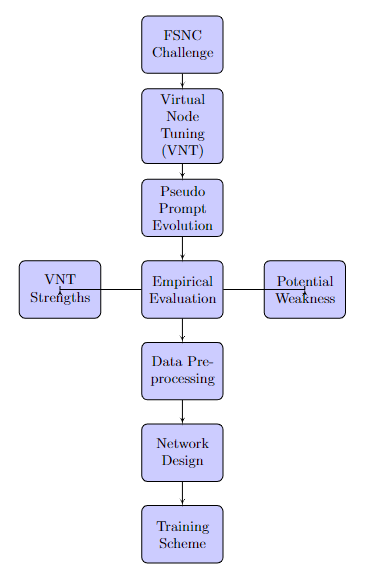 FSNC
Challenge
Virtual
Node
Tuning
(VNT)
Pseudo
Prompt
Evolution
VNT
Strengths
Empirical
Evaluation
Potential
Weakness
Data Pre-
processing
Network
Design
Training
Scheme